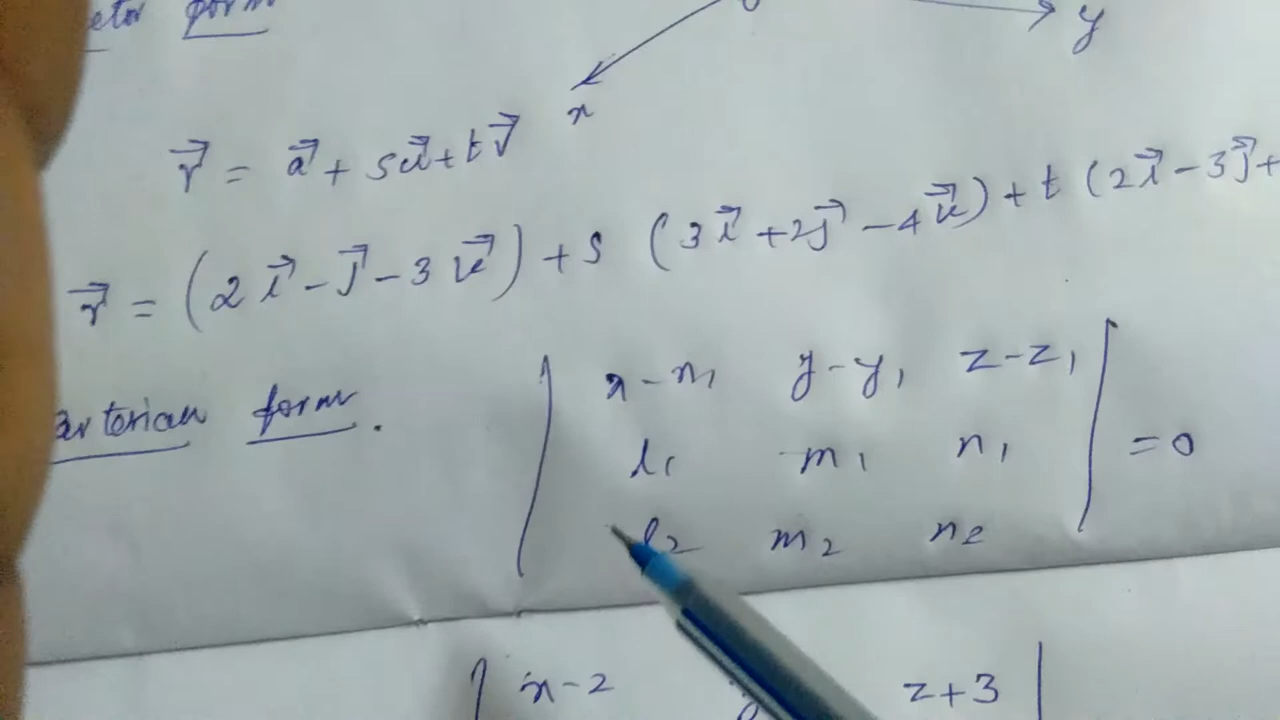 form
y
x
r⃗ = a⃗ + su⃗ + tv⃗
r⃗ = (2i⃗ - j⃗ - 3k⃗) + s (3i⃗ + 2j⃗ - 4k⃗) + t (2i⃗ - 3j⃗ +
form.
| x-x₁ y-y₁ z-z₁ |
| l₁ m₁ n₁ | = 0
| l₂ m₂ n₂ |
x-2 z+3